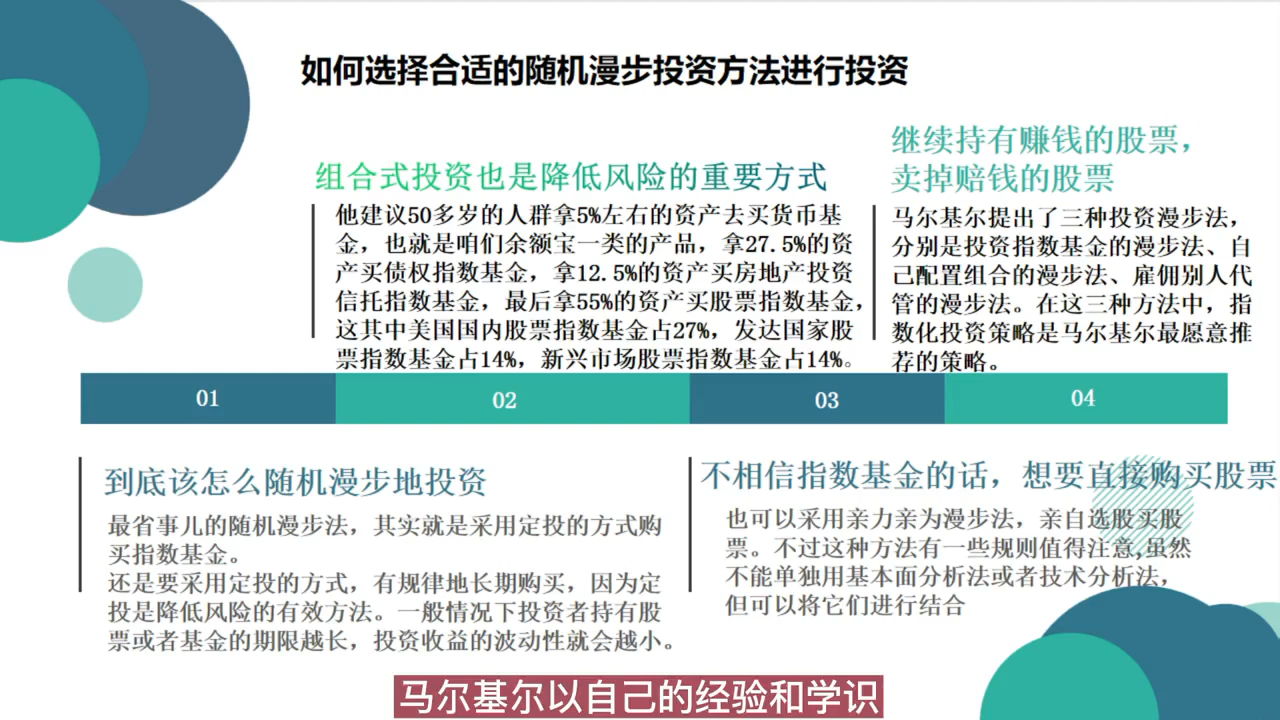 如何选择合适的随机漫步投资方法进行投资
组合式投资也是降低风险的重要方式
他建议50多岁的人群拿5%左右的资产去买货币基
金，也就是咱们余额宝一类的产品，拿27.5%的资
产买债权指数基金，拿12.5%的资产买房地产投资
信托指数基金，最后拿55%的资产买股票指数基金，
这其中美国国内股票指数基金占27%，发达国家股
票指数基金占14%，新兴市场股票指数基金占14%。
继续持有赚钱的股票，
卖掉赔钱的股票
马尔基尔提出了三种投资漫步法，
分别是投资指数基金的漫步法、自
己配置组合的漫步法、雇佣别人代
管的漫步法。在这三种方法中，指
数化投资策略是马尔基尔最愿意推
荐的策略。
01
02
03
04
到底该怎么随机漫步地投资
最省事儿的随机漫步法，其实就是采用定投的方式购
买指数基金。
还是要采用定投的方式，有规律地长期购买，因为定
投是降低风险的有效方法。一般情况下投资者持有股
票或者基金的期限越长，投资收益的波动性就会越小。
不相信指数基金的话，想要直接购买股票
也可以采用亲力亲为漫步法，亲自选股买股
票。不过这种方法有一些规则值得注意,虽然
不能单独用基本面分析法或者技术分析法，
但可以将它们进行结合
马尔基尔以自己的经验和学识